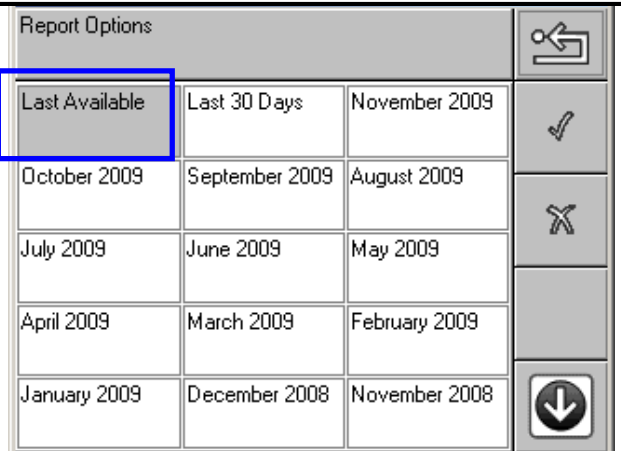 Report Options
Last Available
Last 30 Days
November 2009
October 2009
September 2009
August 2009
July 2009
June 2009
May 2009
April 2009
March 2009
February 2009
January 2009
December 2008
November 2008